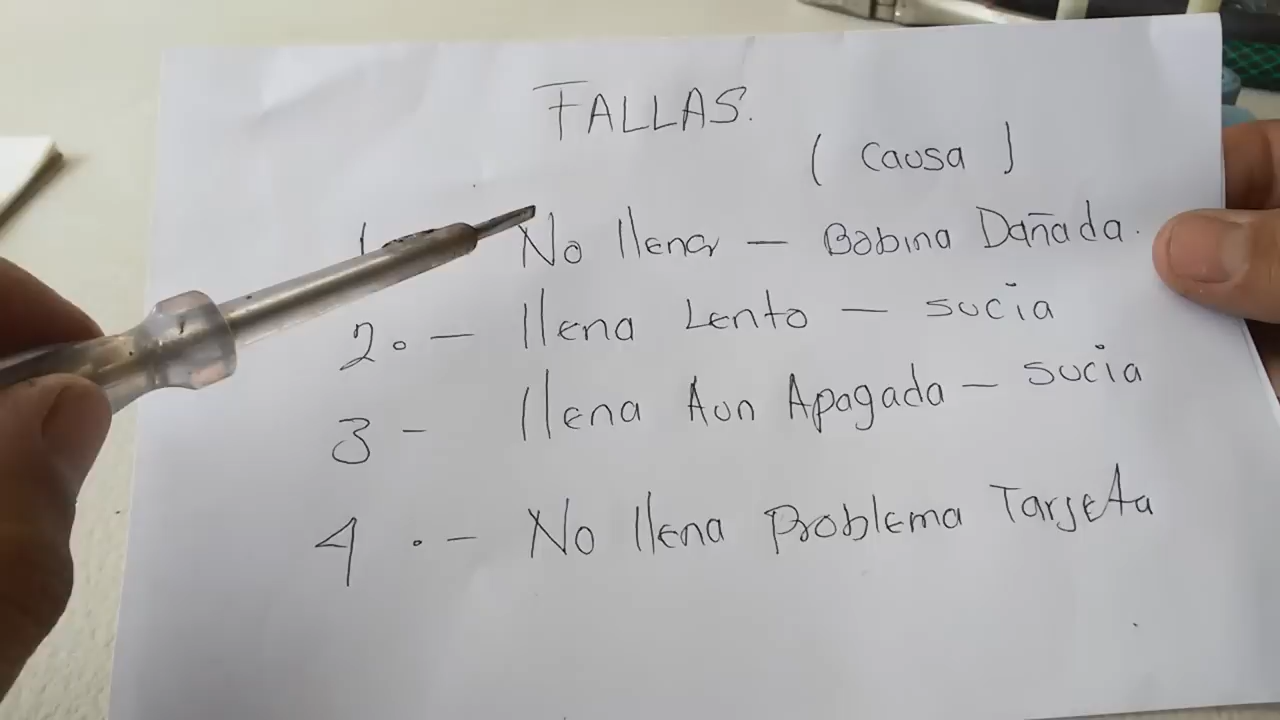 FALLAS.
( Causa )
1 No llena — Bobina Dañada.
2. — llena Lento — sucia
3 - llena Aun Apagada — sucia
4 . - No llena Problema Tarjeta